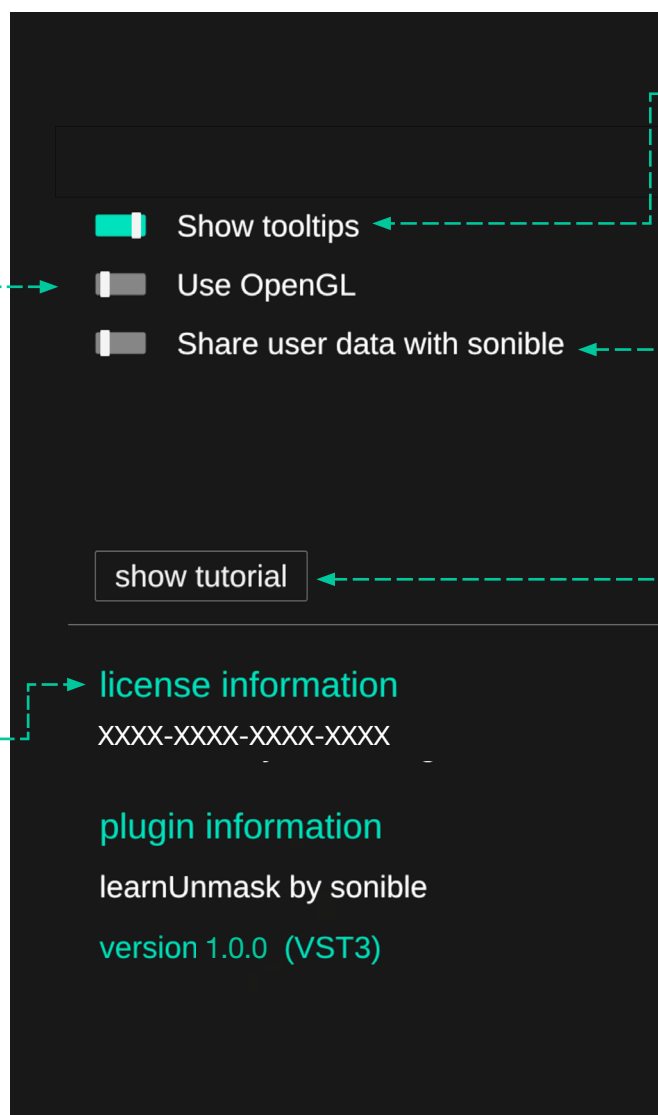 Show tooltips
Use OpenGL
Share user data with sonible
show tutorial
license information
XXXX-XXXX-XXXX-XXXX
plugin information
learnUnmask by sonible
version 1.0.0 (VST3)